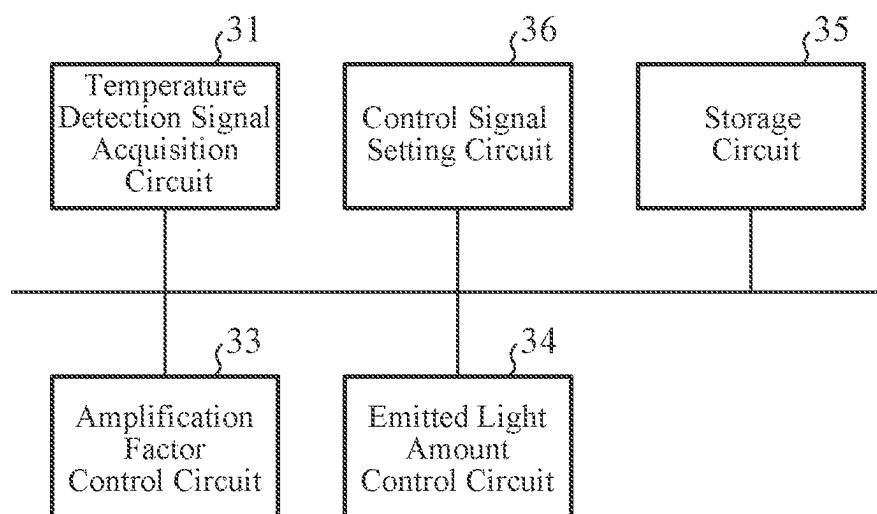 31
Temperature
Detection Signal
Acquisition
Circuit
36
Control Signal
Setting Circuit
35
Storage
Circuit
33
Amplification
Factor
Control Circuit
34
Emitted Light
Amount
Control Circuit